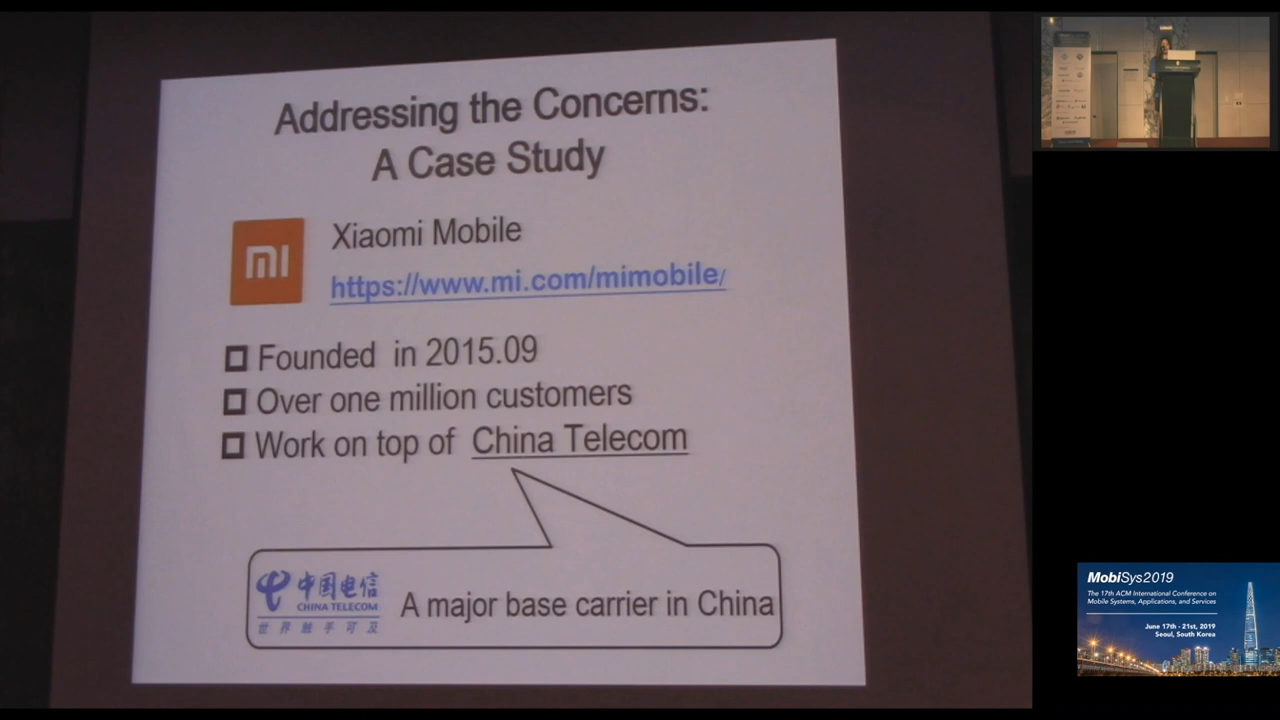 Addressing the Concerns:
A Case Study
mi
Xiaomi Mobile
https://www.mi.com/mimobile/
Founded in 2015.09
Over one million customers
Work on top of China Telecom
中国电信
CHINA TELECOM
世界触手可及
A major base carrier in China
MobiSys2019
The 17th ACM International Conference on
Mobile Systems, Applications, and Services
June 17th - 21st, 2019
Seoul, South Korea